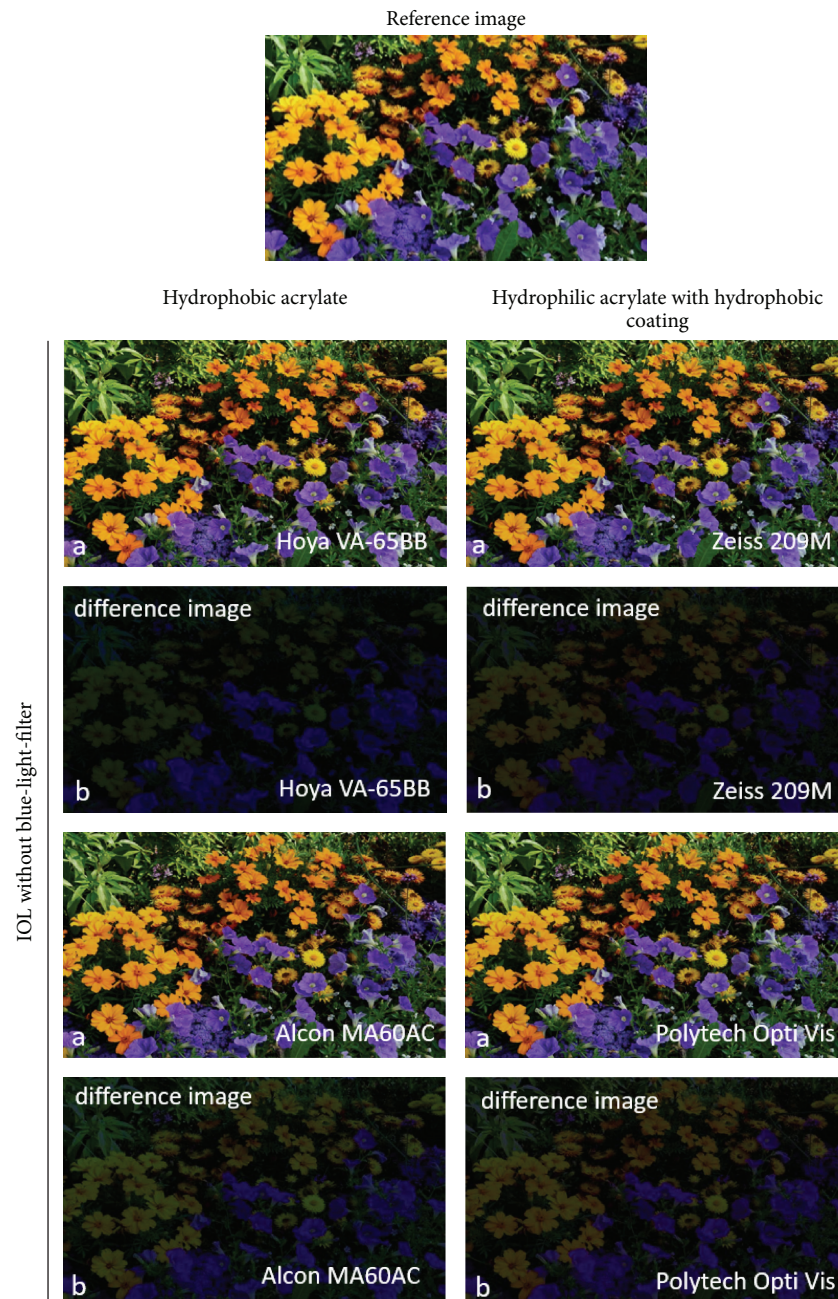 Reference image
Hydrophobic acrylate
Hydrophilic acrylate with hydrophobic
coating
IOL without blue-light-filter
a
Hoya VA-65BB
a
Zeiss 209M
difference image
b
Hoya VA-65BB
difference image
b
Zeiss 209M
a
Alcon MA60AC
a
Polytech Opti Vis
difference image
b
Alcon MA60AC
difference image
b
Polytech Opti Vis